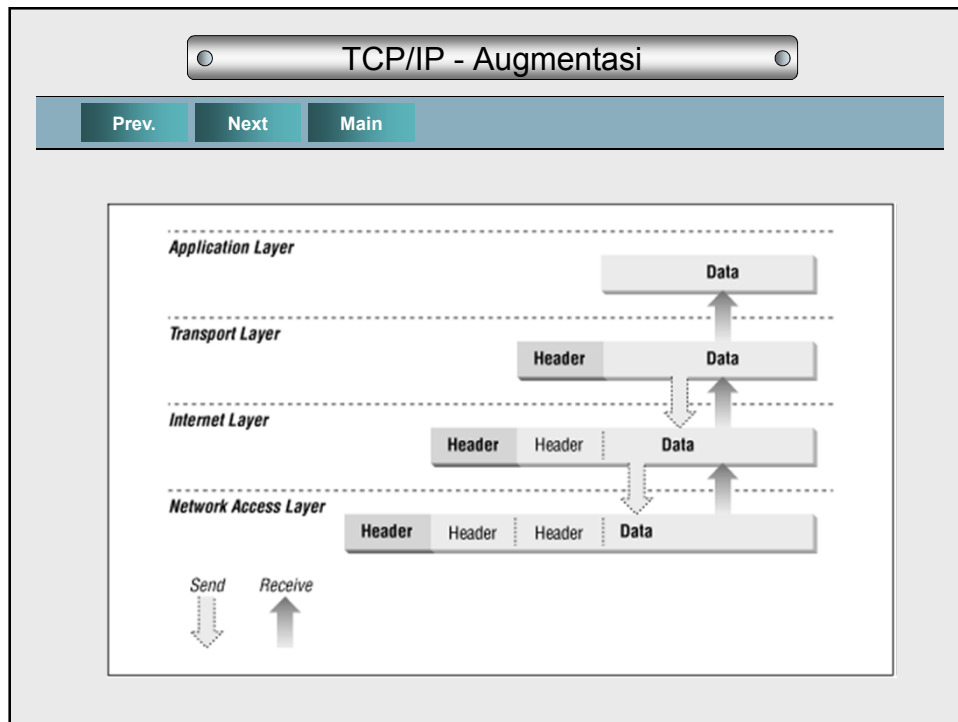 TCP/IP - Augmentasi
Prev. Next Main
Application Layer
Data
Transport Layer
Header Data
Internet Layer
Header Header Data
Network Access Layer
Header Header Header Data
Send Receive